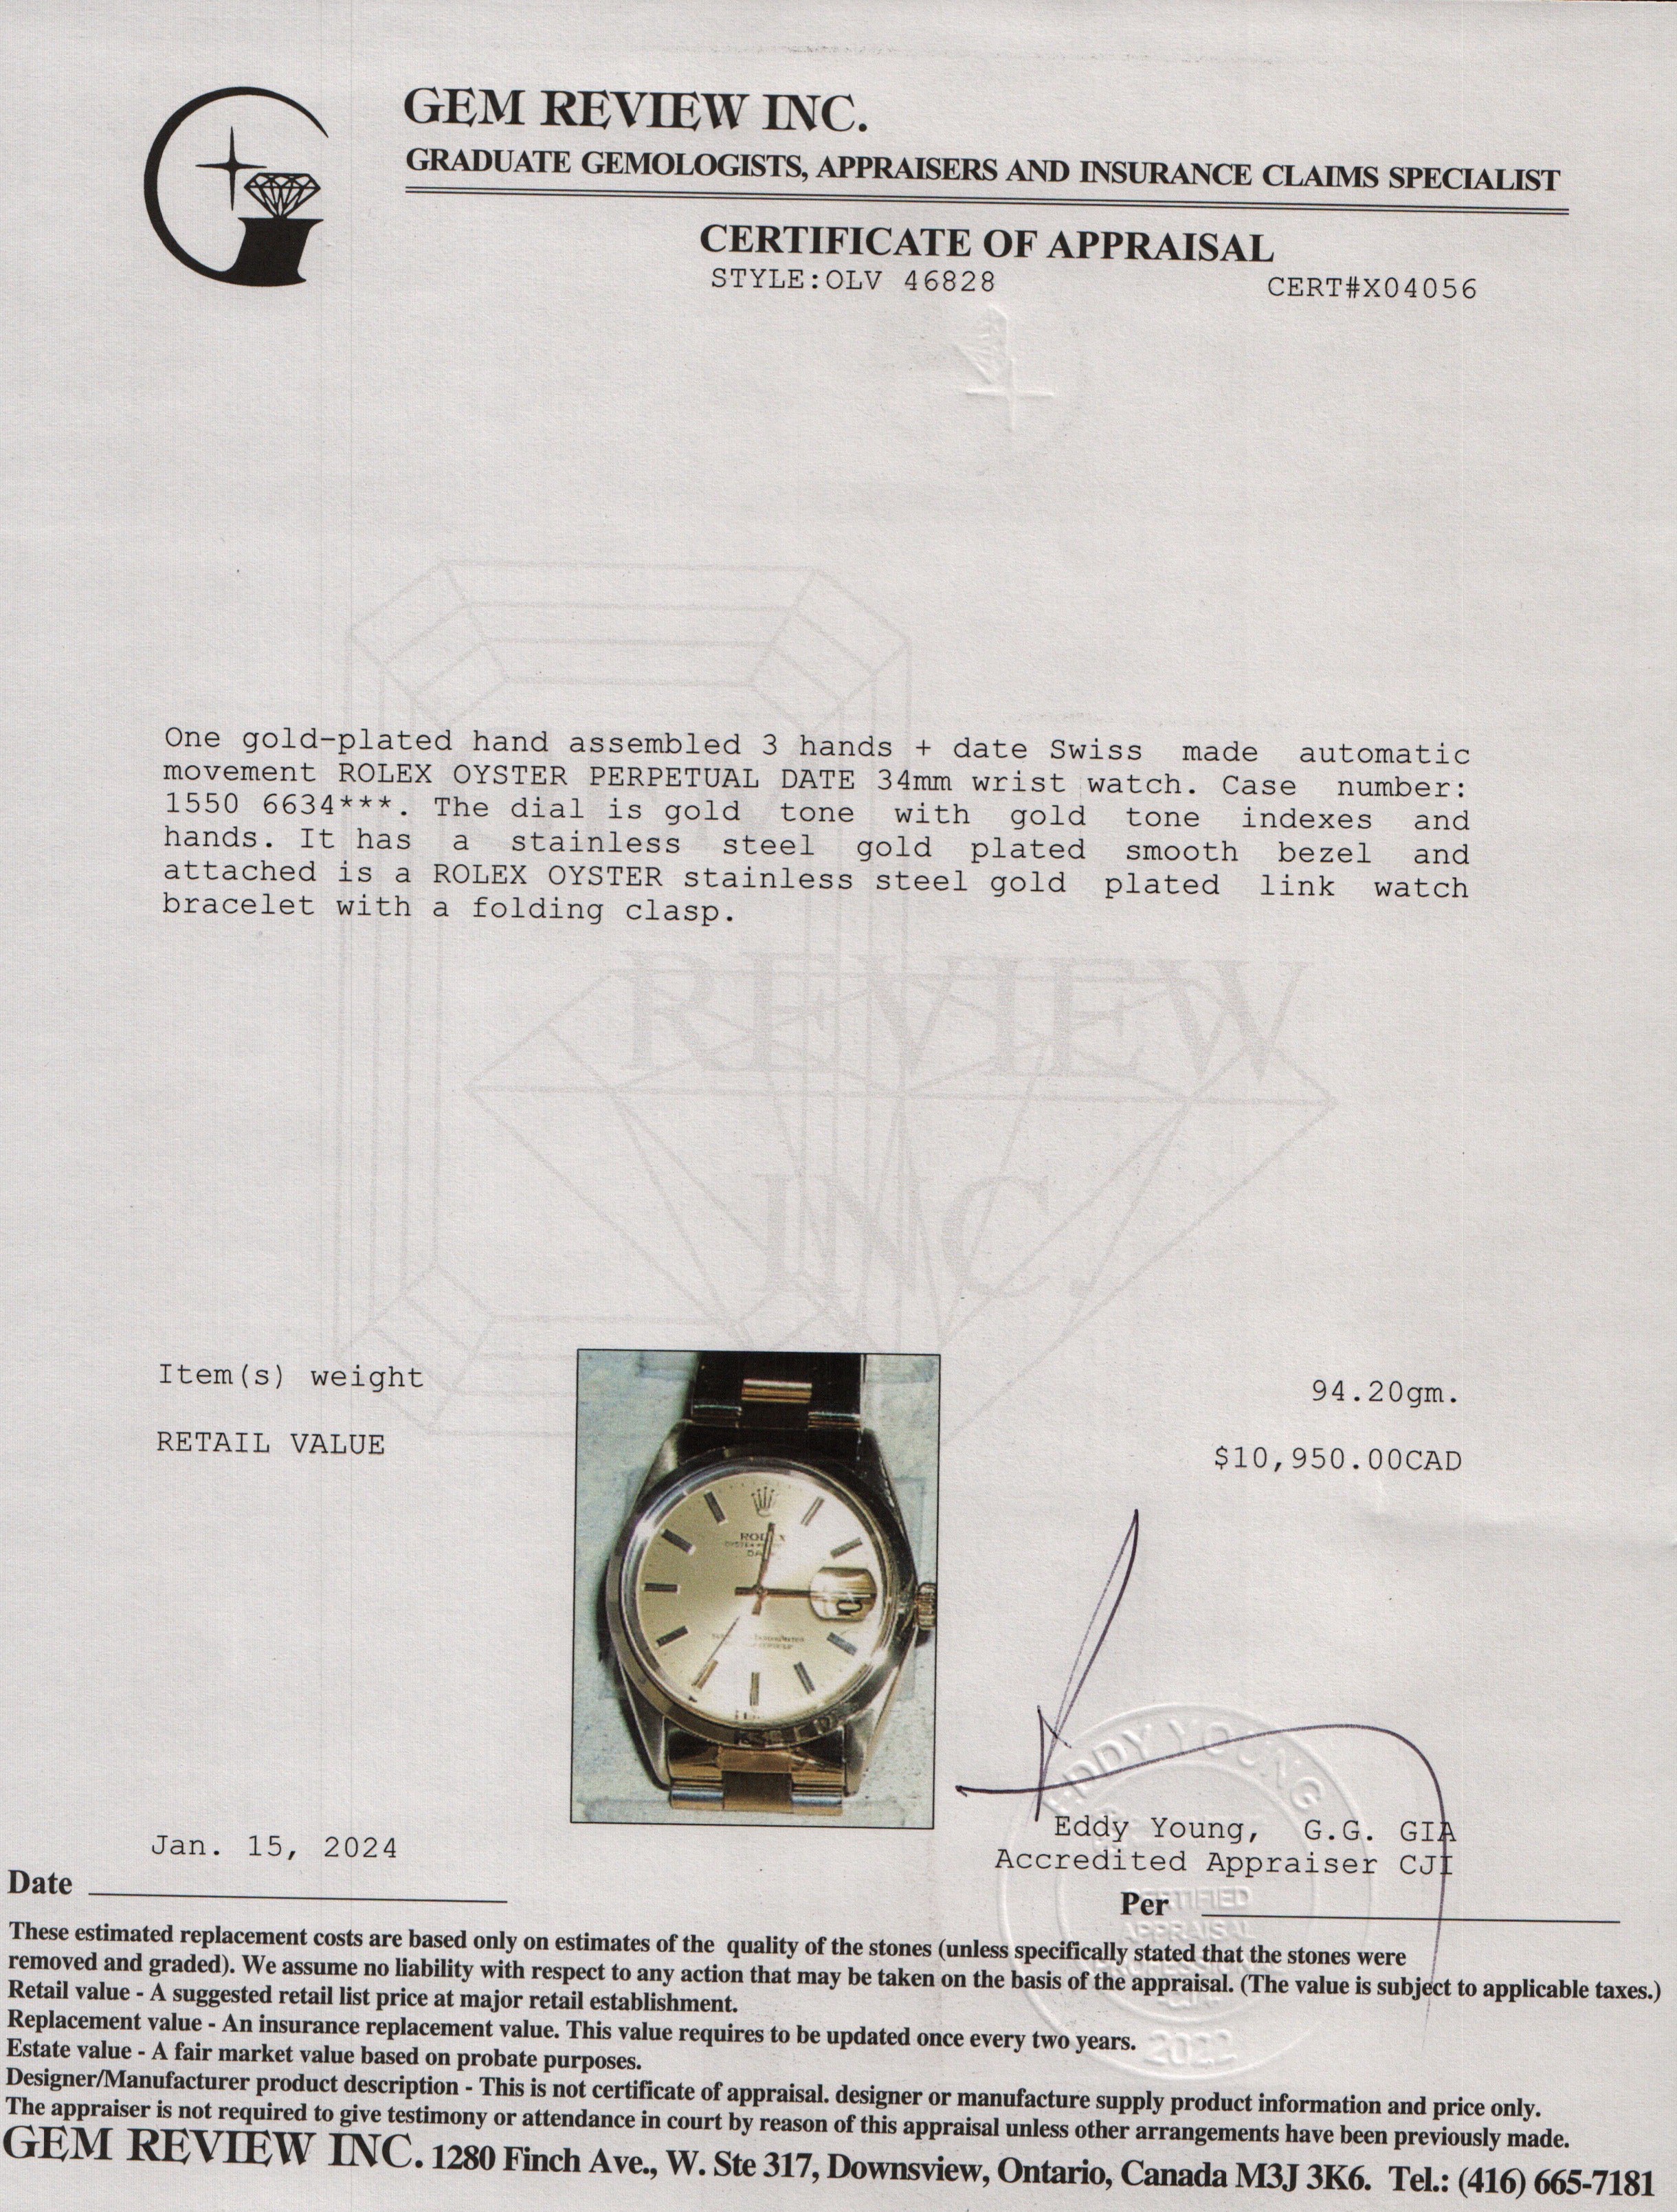 GEM REVIEW INC.
GRADUATE GEMOLOGISTS, APPRAISERS AND INSURANCE CLAIMS SPECIALIST
CERTIFICATE OF APPRAISAL
STYLE:OLV 46828
CERT#X04056
One gold-plated hand assembled 3 hands + date Swiss made automatic
movement ROLEX OYSTER PERPETUAL DATE 34mm wrist watch. Case number:
1550 6634***. The dial is gold tone with gold tone indexes and
hands. It has a stainless steel gold plated smooth bezel and
attached is a ROLEX OYSTER stainless steel gold plated link watch
bracelet with a folding clasp.
REVIEW
INC.
Item(s) weight
94.20gm.
RETAIL VALUE
$10,950.00CAD
ROLEX
EDDY YOUNG
Eddy Young, G.G. GIA
Accredited Appraiser CJI
Jan. 15, 2024
Date
Per
CERTIFIED
APPRAISAL
PROFESSIONAL
2022
These estimated replacement costs are based only on estimates of the quality of the stones (unless specifically stated that the stones were
removed and graded). We assume no liability with respect to any action that may be taken on the basis of the appraisal. (The value is subject to applicable taxes.)
Retail value - A suggested retail list price at major retail establishment.
Replacement value - An insurance replacement value. This value requires to be updated once every two years.
Estate value - A fair market value based on probate purposes.
Designer/Manufacturer product description - This is not certificate of appraisal. designer or manufacture supply product information and price only.
The appraiser is not required to give testimony or attendance in court by reason of this appraisal unless other arrangements have been previously made.
GEM REVIEW INC. 1280 Finch Ave., W. Ste 317, Downsview, Ontario, Canada M3J 3K6. Tel.: (416) 665-7181